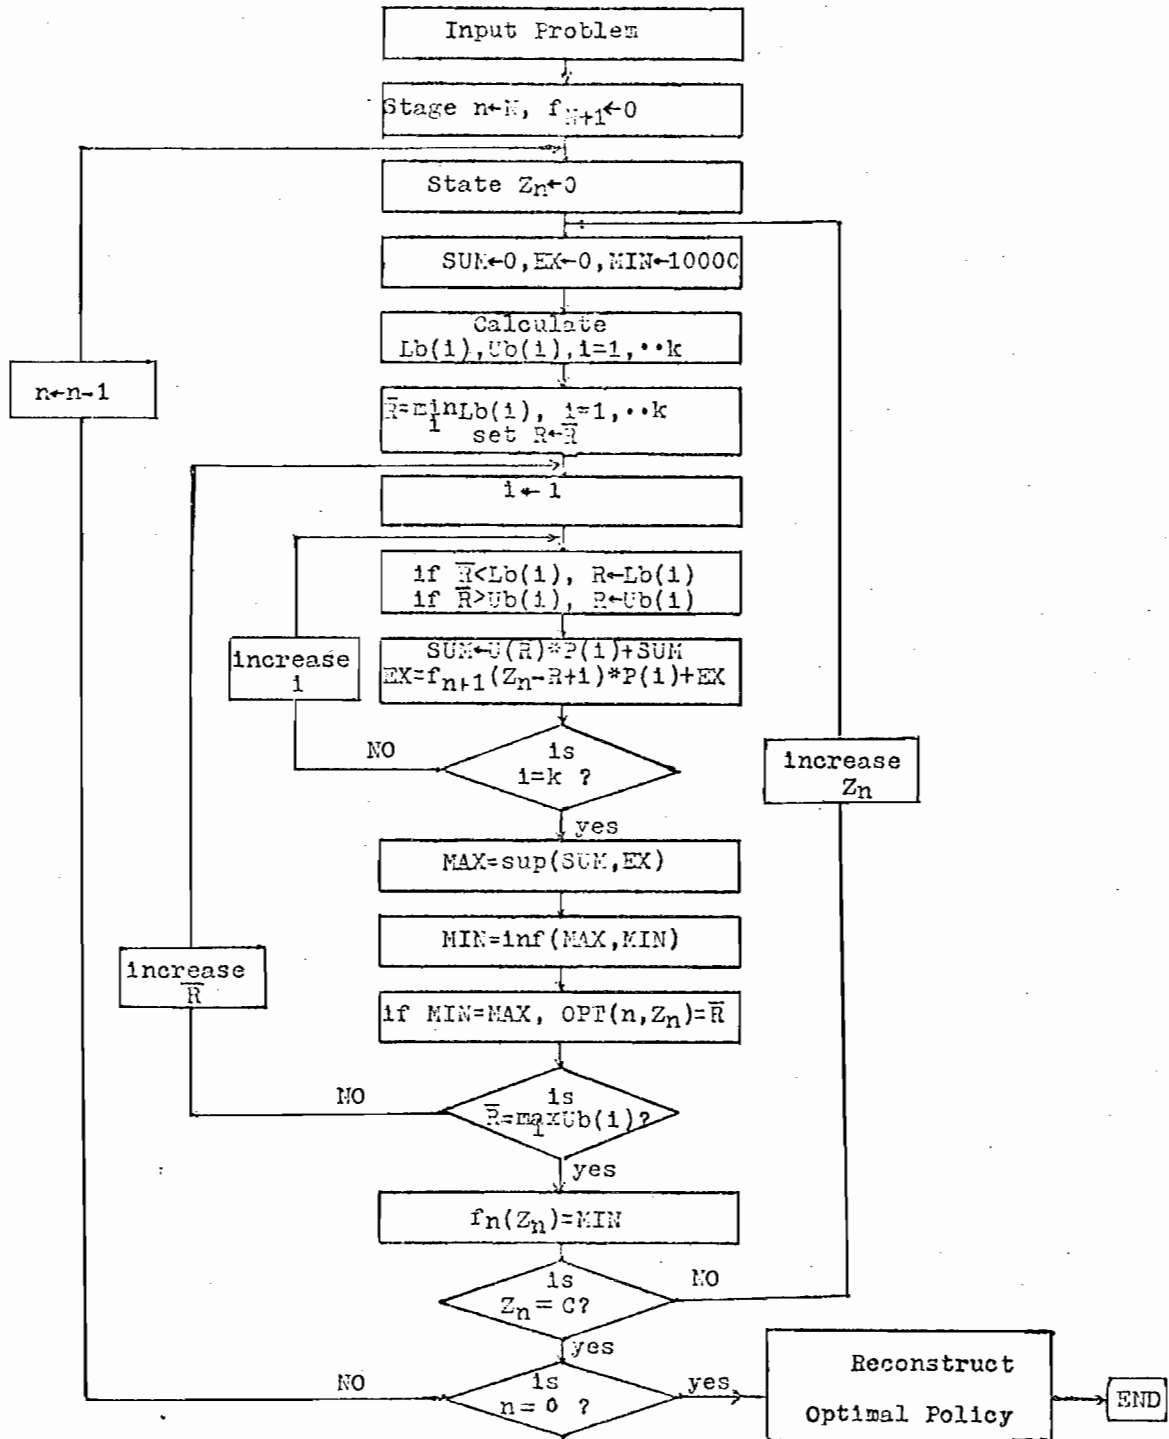 Input Problem
Stage n←N, f_{N+1}←0
State Z_n←0
SUM←0,EX←0,MIN←10000
Calculate
Lb(i),Ub(i),i=1,..k
n←n-1
R̅=min_i Lb(i), i=1,..k
set R←R̅
i ← 1
if R̅<Lb(i), R←Lb(i)
if R̅>Ub(i), R←Ub(i)
increase
i
SUM←U(R)*P(i)+SUM
EX=f_{n+1}(Z_n-R+i)*P(i)+EX
NO
is
i=k ?
increase
Z_n
yes
MAX=sup(SUM,EX)
MIN=inf(MAX,MIN)
increase
R̅
if MIN=MAX, OPT(n,Z_n)=R̅
NO
is
R̅=max_i Ub(i)?
yes
f_n(Z_n)=MIN
is
Z_n = C?
NO
yes
NO
is
n = 0 ?
yes
Reconstruct
Optimal Policy
END